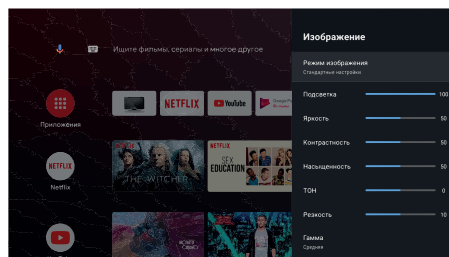 Изображение
Ищите фильмы, сериалы и многое другое
Режим изображения
Стандартные настройки
Подсветка 100
Яркость 50
Контрастность 50
Насыщенность 50
ТОН 0
Резкость 10
Гамма
Средняя
Приложения
NETFLIX
YouTube
NETFLIX
Netflix
THE WITCHER
NETFLIX
SEX
EDUCATION